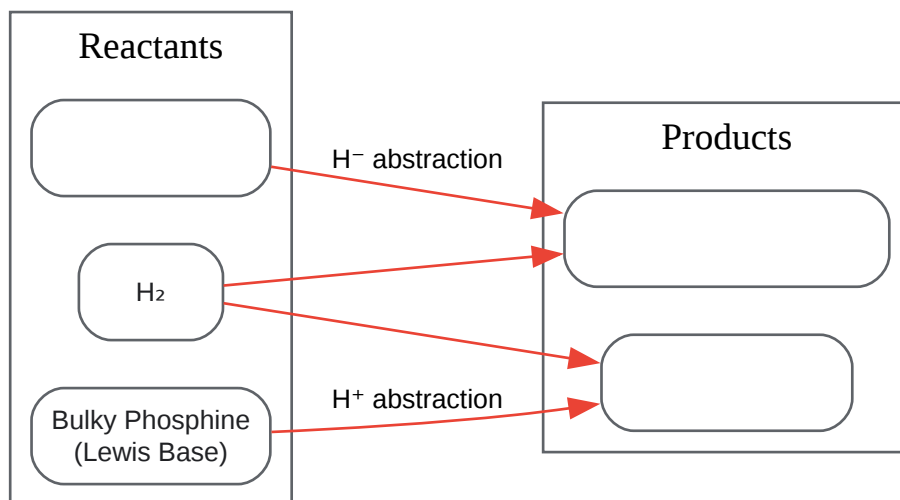 Reactants
H⁻ abstraction
Products
H₂
H⁺ abstraction
Bulky Phosphine
(Lewis Base)